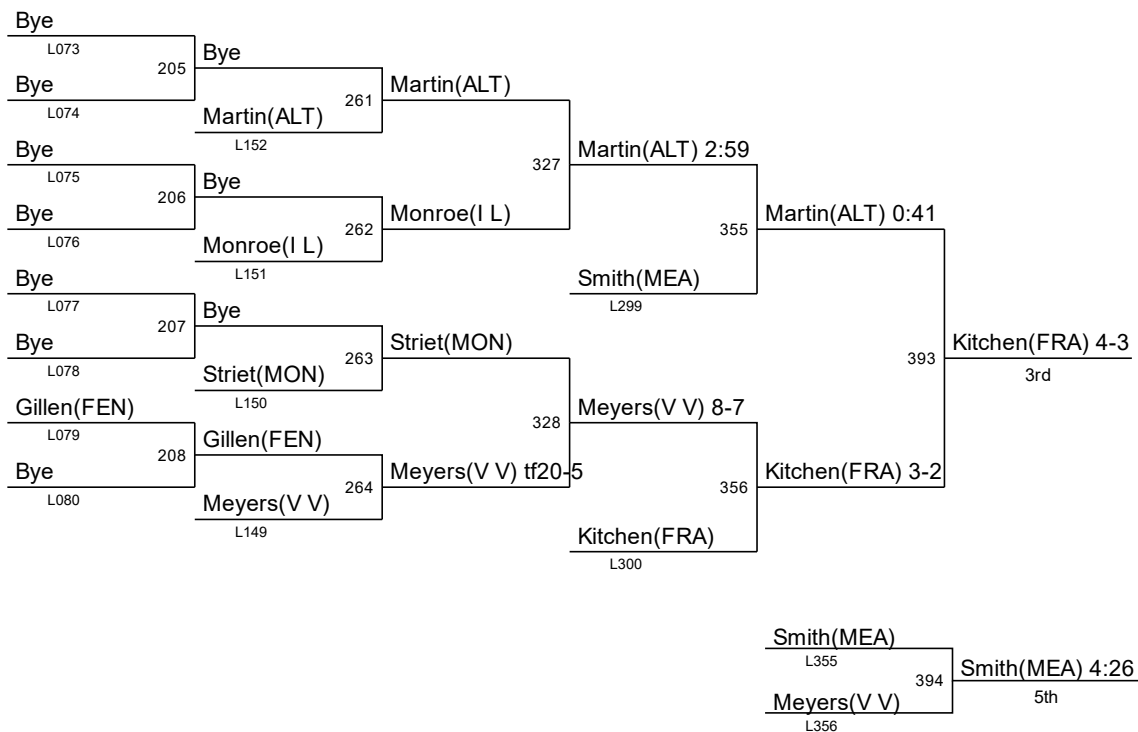 Bye
L073
205
Bye
Bye
L074
261
Martin(ALT)
Martin(ALT)
L152
Bye
L075
327
Martin(ALT) 2:59
206
Bye
Bye
L076
262
Monroe(I L)
355
Martin(ALT) 0:41
Monroe(I L)
L151
Bye
L077
Smith(MEA)
L299
207
Bye
Bye
L078
263
Striet(MON)
393
Kitchen(FRA) 4-3
3rd
Striet(MON)
L150
Gillen(FEN)
L079
328
Meyers(V V) 8-7
208
Gillen(FEN)
Bye
L080
264
Meyers(V V) tf20-5
356
Kitchen(FRA) 3-2
Meyers(V V)
L149
Kitchen(FRA)
L300
Smith(MEA)
L355
394
Smith(MEA) 4:26
5th
Meyers(V V)
L356